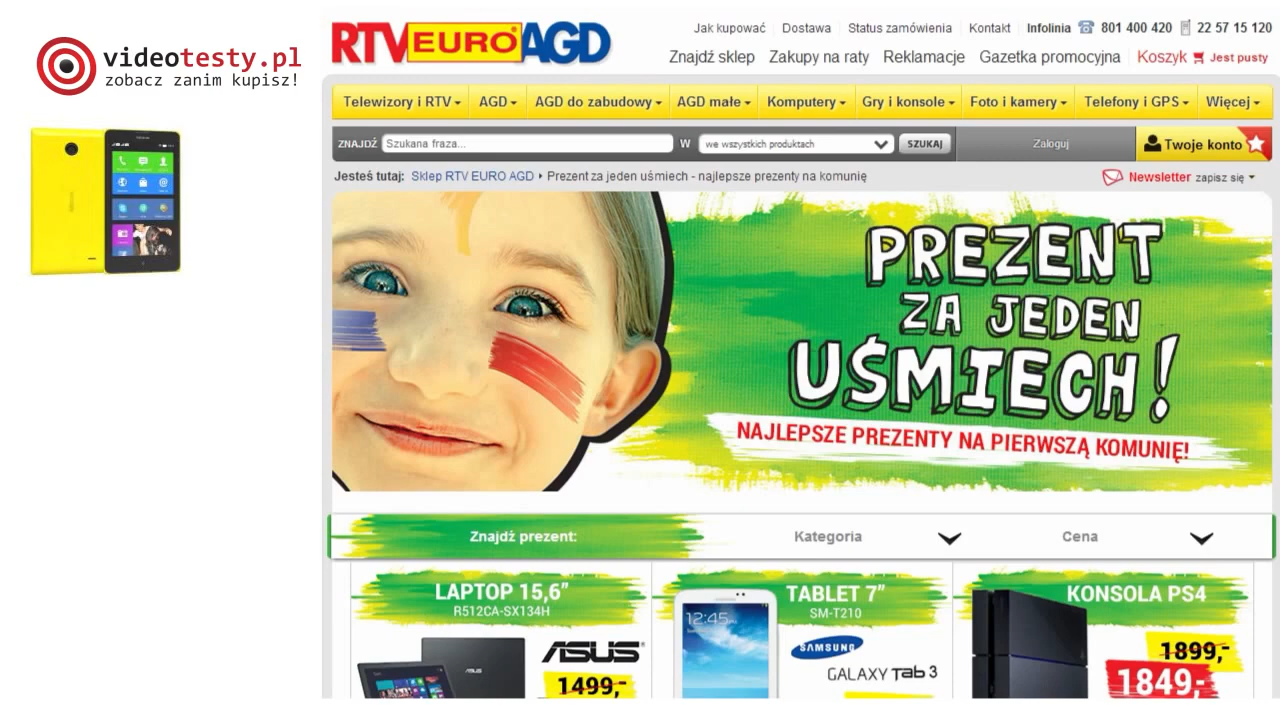 videotesty.pl
zobacz zanim kupisz!
RTV EURO AGD
Jak kupować Dostawa Status zamówienia Kontakt Infolinia 801 400 420 22 57 15 120
Znajdź sklep Zakupy na raty Reklamacje Gazetka promocyjna Koszyk Jest pusty
Telewizory i RTV AGD AGD do zabudowy AGD małe Komputery Gry i konsole Foto i kamery Telefony i GPS Więcej
ZNAJDŹ Szukana fraza... W we wszystkich produktach SZUKAJ Zaloguj Twoje konto
Jesteś tutaj: Sklep RTV EURO AGD Prezent za jeden uśmiech - najlepsze prezenty na komunię Newsletter zapisz się
PREZENT
ZA JEDEN
UŚMIECH!
NAJLEPSZE PREZENTY NA PIERWSZĄ KOMUNIĘ!
Znajdź prezent: Kategoria Cena
LAPTOP 15,6”
R512CA-SX134H
ASUS
ASUS
1499,-
TABLET 7”
SM-T210
12:45
SAMSUNG
GALAXY Tab 3
KONSOLA PS4
1899,-
1849,-